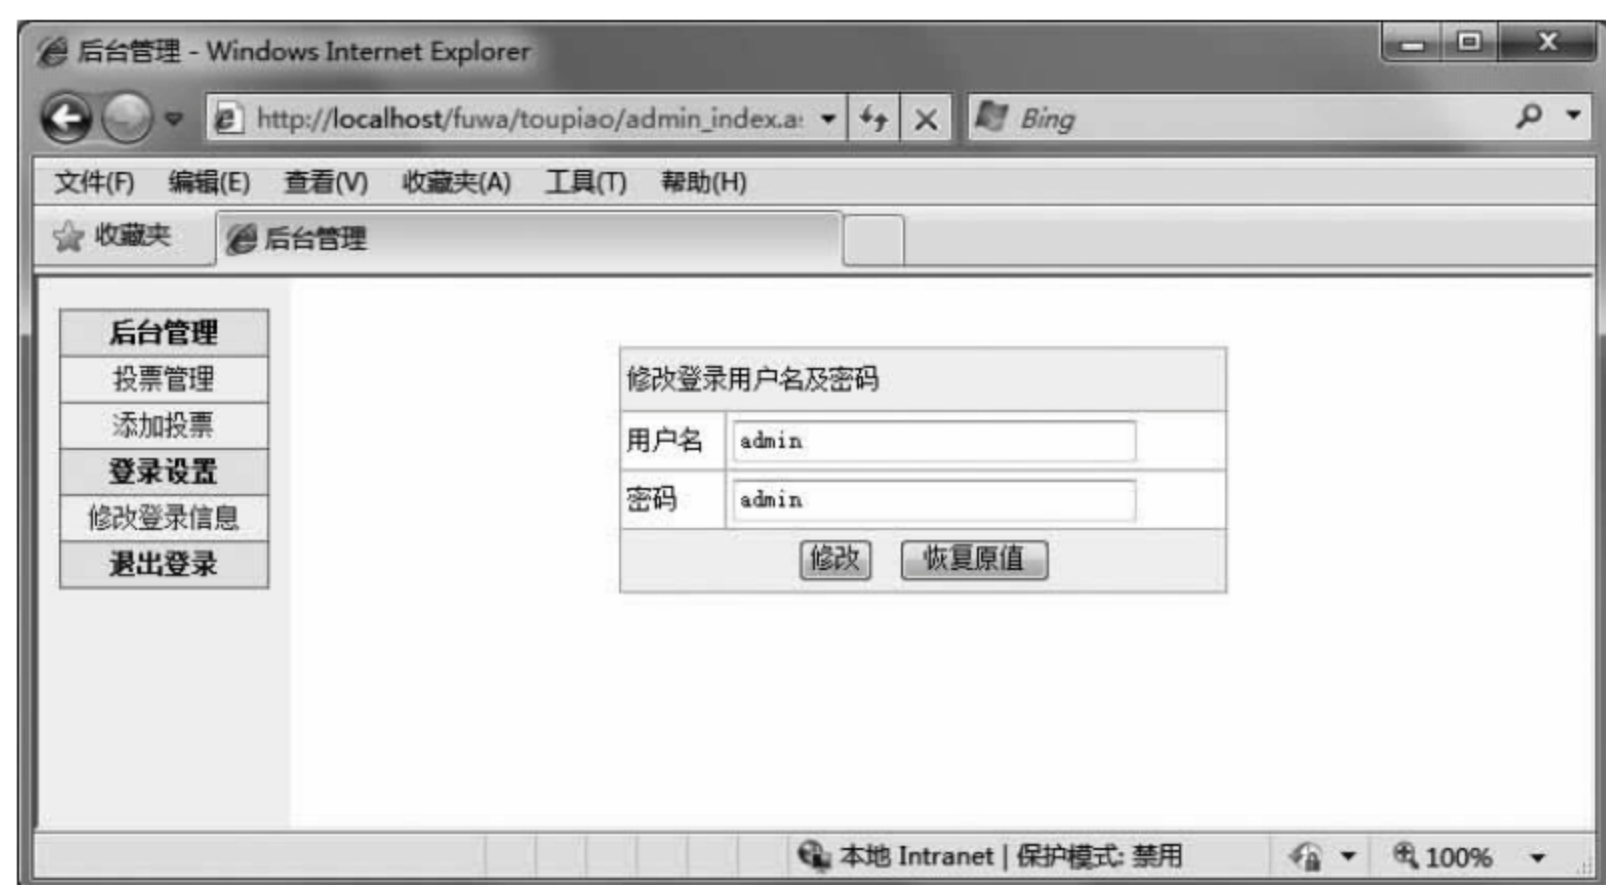 后台管理 - Windows Internet Explorer
http://localhost/fuwa/toupiao/admin_index.a
Bing
文件(F) 编辑(E) 查看(V) 收藏夹(A) 工具(T) 帮助(H)
收藏夹 后台管理
后台管理
投票管理
添加投票
登录设置
修改登录信息
退出登录
修改登录用户名及密码
用户名 admin
密码 admin
修改 恢复原值
本地 Intranet | 保护模式: 禁用
100%